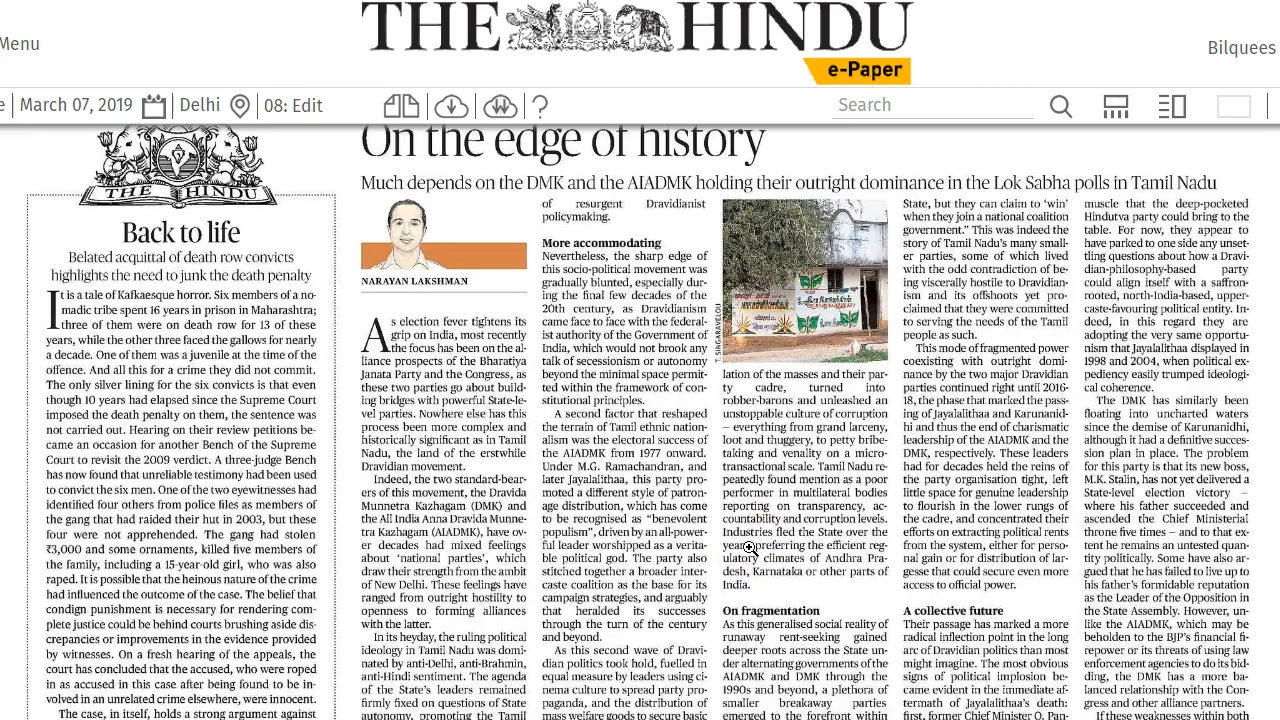 THE HINDU
Menu
Bilquees
e-Paper
e | March 07, 2019 | Delhi | 08: Edit
?
Search
On the edge of history
Much depends on the DMK and the AIADMK holding their outright dominance in the Lok Sabha polls in Tamil Nadu
THE HINDU
Back to life
Belated acquittal of death row convicts
highlights the need to junk the death penalty
It is a tale of Kafkaesque horror. Six members of a no-
madic tribe spent 16 years in prison in Maharashtra;
three of them were on death row for 13 of these
years, while the other three faced the gallows for nearly
a decade. One of them was a juvenile at the time of the
offence. And all this for a crime they did not commit.
The only silver lining for the six convicts is that even
though 10 years had elapsed since the Supreme Court
imposed the death penalty on them, the sentence was
not carried out. Hearing on their review petitions be-
came an occasion for another Bench of the Supreme
Court to revisit the 2009 verdict. A three-judge Bench
has now found that unreliable testimony had been used
to convict the six men. One of the two eyewitnesses had
identified four others from police files as members of
the gang that had raided their hut in 2003, but these
four were not apprehended. The gang had stolen
₹3,000 and some ornaments, killed five members of
the family, including a 15-year-old girl, who was also
raped. It is possible that the heinous nature of the crime
had influenced the outcome of the case. The belief that
condign punishment is necessary for rendering com-
plete justice could be behind courts brushing aside dis-
crepancies or improvements in the evidence provided
by witnesses. On a fresh hearing of the appeals, the
court has concluded that the accused, who were roped
in as accused in this case after being found to be in-
volved in an unrelated crime elsewhere, were innocent.
The case, in itself, holds a strong argument against
NARAYAN LAKSHMAN
As election fever tightens its
grip on India, most recently
the focus has been on the al-
liance prospects of the Bharatiya
Janata Party and the Congress, as
these two parties go about build-
ing bridges with powerful State-le-
vel parties. Nowhere else has this
process been more complex and
historically significant as in Tamil
Nadu, the land of the erstwhile
Dravidian movement.
Indeed, the two standard-bear-
ers of this movement, the Dravida
Munnetra Kazhagam (DMK) and
the All India Anna Dravida Munne-
tra Kazhagam (AIADMK), have ov-
er decades had mixed feelings
about ‘national parties’, which
draw their strength from the ambit
of New Delhi. These feelings have
ranged from outright hostility to
openness to forming alliances
with the latter.
In its heyday, the ruling political
ideology in Tamil Nadu was domi-
nated by anti-Delhi, anti-Brahmin,
anti-Hindi sentiment. The agenda
of the State’s leaders remained
firmly fixed on questions of State
autonomy, promoting the Tamil
of resurgent Dravidianist
policymaking.
More accommodating
Nevertheless, the sharp edge of
this socio-political movement was
gradually blunted, especially dur-
ing the final few decades of the
20th century, as Dravidianism
came face to face with the federal-
ist authority of the Government of
India, which would not brook any
talk of secession or autonomy
beyond the minimal space permit-
ted within the framework of con-
stitutional principles.
A second factor that reshaped
the terrain of Tamil ethnic natio-
alism was the electoral success of
the AIADMK from 1977 onward.
Under M.G. Ramachandran, and
later Jayalalithaa, this party pro-
moted a different style of patron-
age distribution, which has come
to be recognised as “benevolent
populism”, driven by an all-power-
ful leader worshipped as a verita-
ble political god. The party also
stitched together a broader inter-
caste coalition as the base for its
campaign strategies, and arguably
that heralded its successes
through the turn of the century
and beyond.
As this second wave of Dravi-
dian politics took hold, fuelled in
equal measure by leaders using ci-
nema culture to spread party pro-
paganda, and the distribution of
mass welfare goods to secure basic
T. SINGARAVELOU
lation of the masses and their par-
ty cadre, turned into
robber-barons and unleashed an
unstoppable culture of corruption
– everything from grand larceny,
loot and thuggery, to petty bribe-
taking and venality on a micro-
transactional scale. Tamil Nadu re-
peatedly found mention as a poor
performer in multilateral bodies
reporting on transparency, ac-
countability and corruption levels.
Industries fled the State over the
years, preferring the efficient reg-
ulatory climates of Andhra Pra-
desh, Karnataka or other parts of
India.
On fragmentation
As this generalised social reality of
runaway rent-seeking gained
deeper roots across the State un-
der alternating governments of the
AIADMK and DMK through the
1990s and beyond, a plethora of
smaller breakaway parties
emerged to the forefront within
State, but they can claim to ‘win’
when they join a national coalition
government.” This was indeed the
story of Tamil Nadu’s many small-
er parties, some of which lived
with the odd contradiction of be-
ing viscerally hostile to Dravidian-
ism and its offshoots yet pro-
claimed that they were committed
to serving the needs of the Tamil
people as such.
This mode of fragmented power
coexisting with outright domi-
nance by the two major Dravidian
parties continued right until 2016-
18, the phase that marked the pass-
ing of Jayalalithaa and Karunanid-
hi and thus the end of charismatic
leadership of the AIADMK and the
DMK, respectively. These leaders
had for decades held the reins of
the party organisation tight, left
little space for genuine leadership
to flourish in the lower rungs of
the cadre, and concentrated their
efforts on extracting political rents
from the system, either for perso-
nal gain or for distribution of lar-
gesse that could secure even more
access to official power.
A collective future
Their passage has marked a more
radical inflection point in the long
arc of Dravidian politics than most
might imagine. The most obvious
signs of political implosion be-
came evident in the immediate af-
termath of Jayalalithaa’s death:
first, former Chief Minister O. Pan-
muscle that the deep-pocketed
Hindutva party could bring to the
table. For now, they appear to
have parked to one side any unset-
tling questions about how a Dravi-
dian-philosophy-based party
could align itself with a saffron-
rooted, north-India-based, upper-
caste-favouring political entity. In-
deed, in this regard they are
adopting the very same opportu-
nism that Jayalalithaa displayed in
1998 and 2004, when political ex-
pediency easily trumped ideologi-
cal coherence.
The DMK has similarly been
floating into uncharted waters
since the demise of Karunanidhi,
although it had a definitive succes-
sion plan in place. The problem
for this party is that its new boss,
M.K. Stalin, has not yet delivered a
State-level election victory –
where his father succeeded and
ascended the Chief Ministerial
throne five times – and to that ex-
tent he remains an untested quan-
tity politically. Some have also ar-
gued that he has failed to live up to
his father’s formidable reputation
as the Leader of the Opposition in
the State Assembly. However, un-
like the AIADMK, which may be
beholden to the BJP’s financial fi-
repower or its threats of using law
enforcement agencies to do its bid-
ding, the DMK has a more ba-
lanced relationship with the Con-
gress and other alliance partners.
If these weaknesses within both